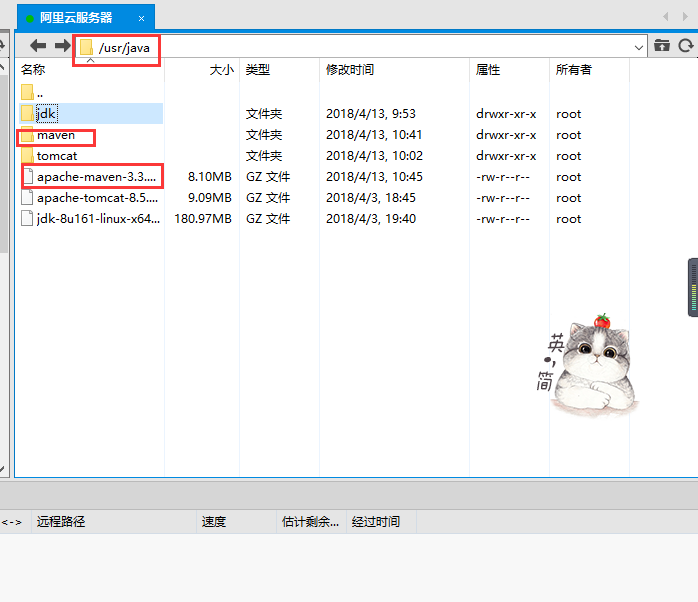 阿里云服务器 ×
/usr/java
名称 大小 类型 修改时间 属性 所有者
..
jdk 文件夹 2018/4/13, 9:53 drwxr-xr-x root
maven 文件夹 2018/4/13, 10:41 drwxr-xr-x root
tomcat 文件夹 2018/4/13, 10:02 drwxr-xr-x root
apache-maven-3.3.... 8.10MB GZ 文件 2018/4/13, 10:45 -rw-r--r-- root
apache-tomcat-8.5.... 9.09MB GZ 文件 2018/4/3, 18:45 -rw-r--r-- root
jdk-8u161-linux-x64... 180.97MB GZ 文件 2018/4/3, 19:40 -rw-r--r-- root
英
•,
简
<-> 远程路径 速度 估计剩余... 经过时间